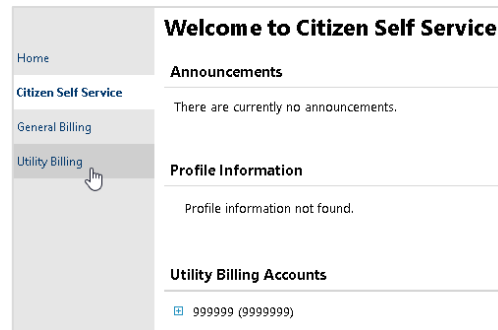 Welcome to Citizen Self Service
Home
Announcements
Citizen Self Service
There are currently no announcements.
General Billing
Utility Billing
Profile Information
Profile information not found.
Utility Billing Accounts
999999 (9999999)